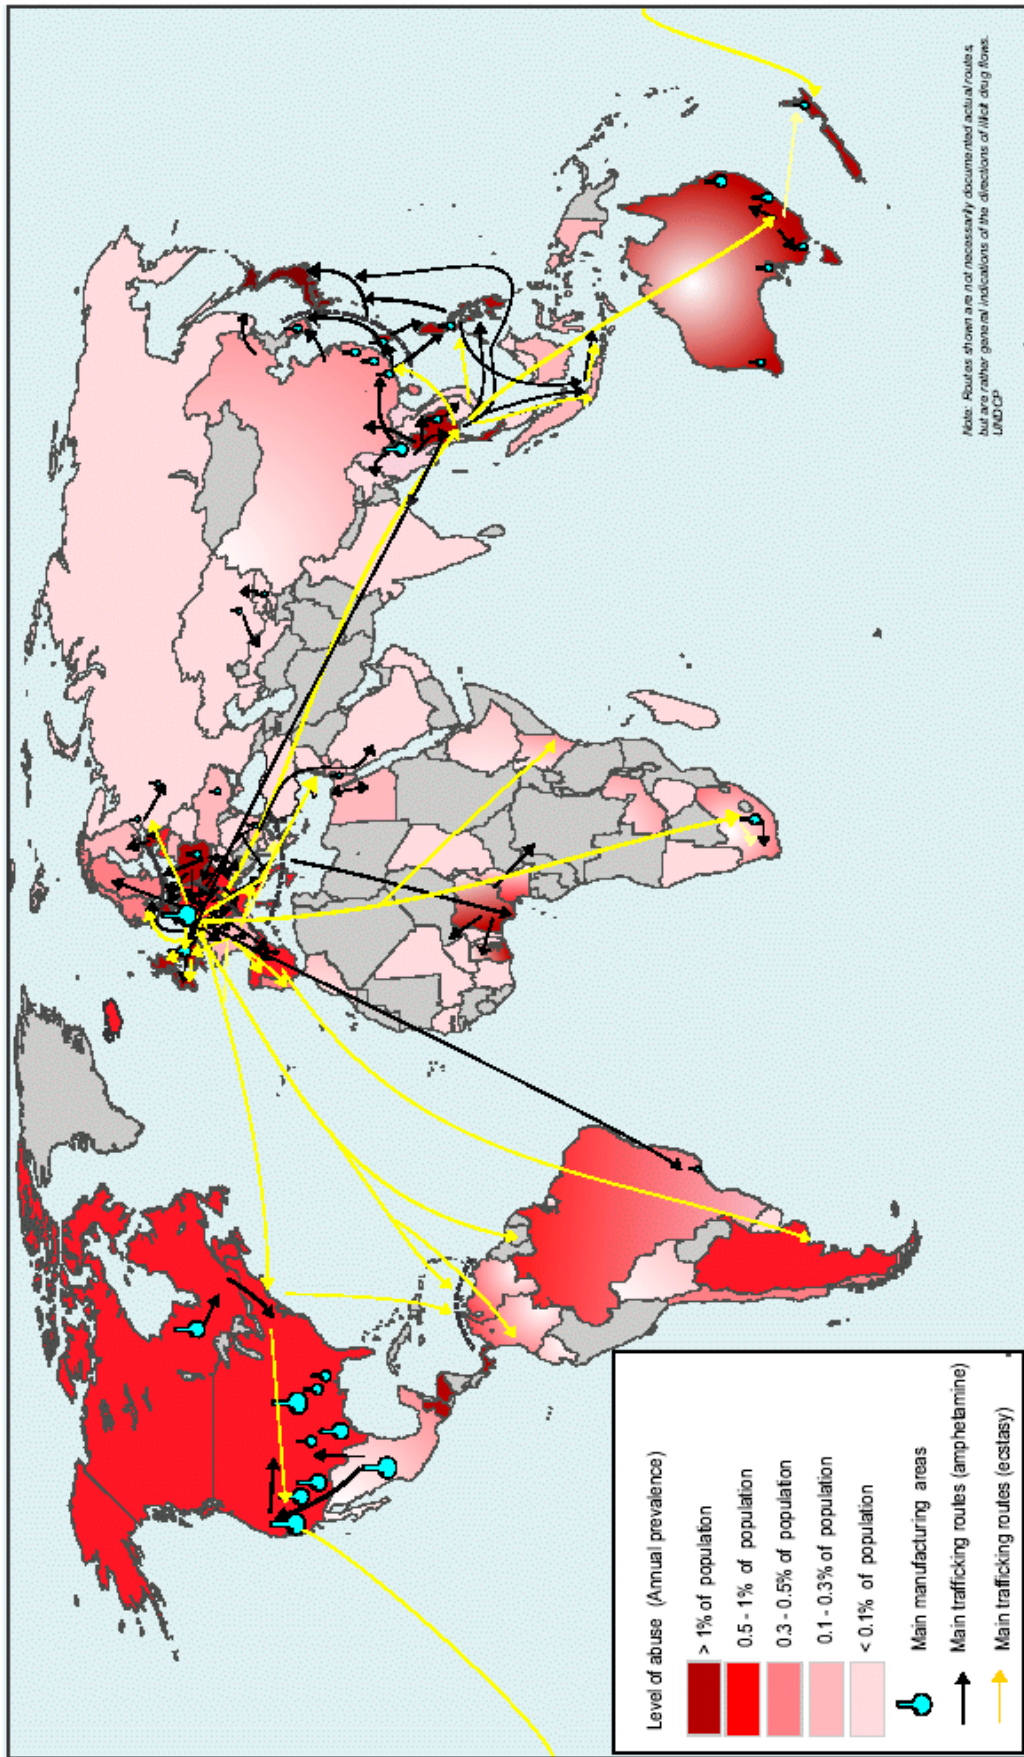 Note: Routes shown are not necessarily documented actual routes,
but are rather general indications of the directions of illicit drug flows.
UNDCP
Level of abuse (Annual prevalence)
> 1% of population
0.5 - 1% of population
0.3 - 0.5% of population
0.1 - 0.3% of population
< 0.1% of population
Main manufacturing areas
Main trafficking routes (amphetamine)
Main trafficking routes (ecstasy)